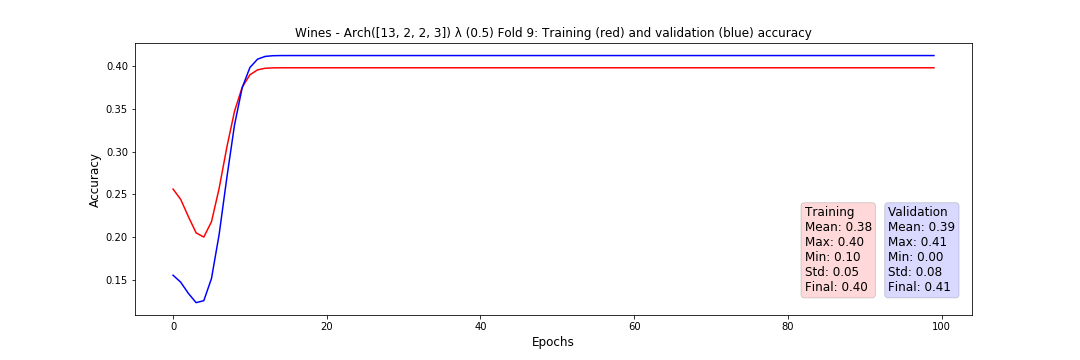 Wines - Arch([13, 2, 2, 3]) λ (0.5) Fold 9: Training (red) and validation (blue) accuracy
Accuracy
0.40
0.35
0.30
0.25
0.20
0.15
Training
Mean: 0.38
Max: 0.40
Min: 0.10
Std: 0.05
Final: 0.40
Validation
Mean: 0.39
Max: 0.41
Min: 0.00
Std: 0.08
Final: 0.41
0
20
40
60
80
100
Epochs